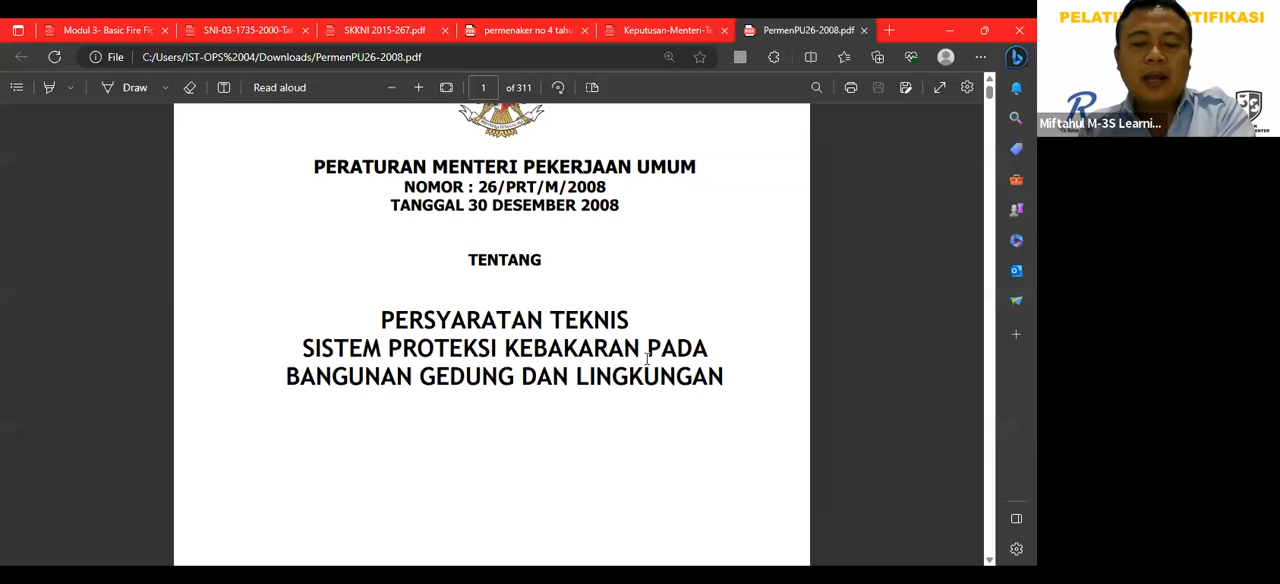 Modul 3- Basic Fire Fig
SNI-03-1735-2000-Tat
SKKNI 2015-267.pdf
permenaker no 4 tahu
Keputusan-Menteri-Te
PermenPU26-2008.pdf
File
C:/Users/IST-OPS%2004/Downloads/PermenPU26-2008.pdf
Draw
Read aloud
1
of 311
PERATURAN MENTERI PEKERJAAN UMUM
NOMOR : 26/PRT/M/2008
TANGGAL 30 DESEMBER 2008
TENTANG
PERSYARATAN TEKNIS
SISTEM PROTEKSI KEBAKARAN PADA
BANGUNAN GEDUNG DAN LINGKUNGAN
Miftahul M-3S Learni...